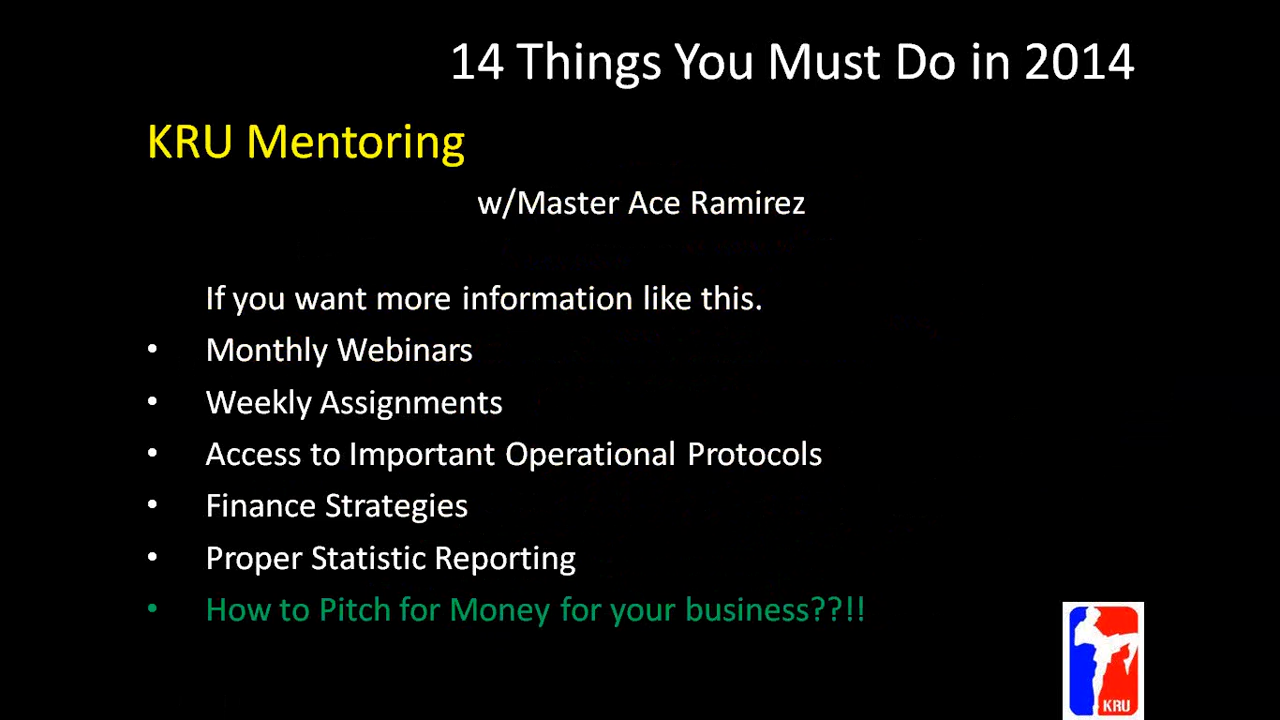 14 Things You Must Do in 2014
KRU Mentoring
w/Master Ace Ramirez
If you want more information like this.
• Monthly Webinars
• Weekly Assignments
• Access to Important Operational Protocols
• Finance Strategies
• Proper Statistic Reporting
• How to Pitch for Money for your business??!!
KRU